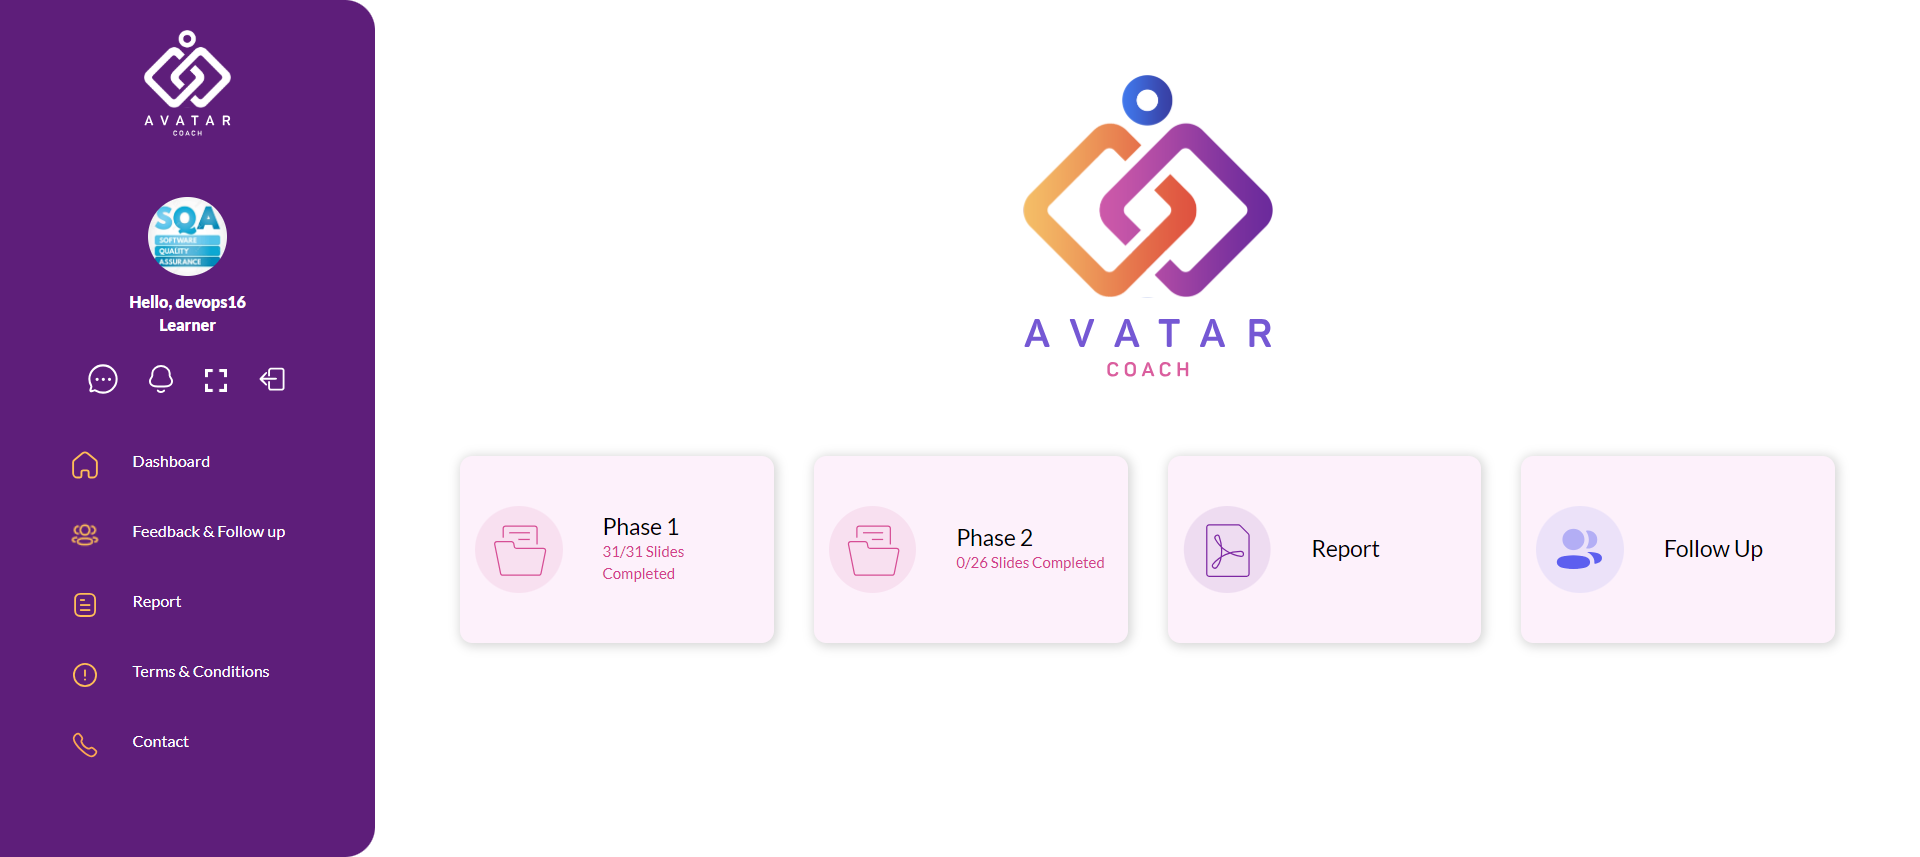 AVATAR
COACH
SQA
SOFTWARE
QUALITY
ASSURANCE
Hello, devops16
Learner
Dashboard
Feedback & Follow up
Report
Terms & Conditions
Contact
AVATAR
COACH
Phase 1
31/31 Slides
Completed
Phase 2
0/26 Slides Completed
Report
Follow Up